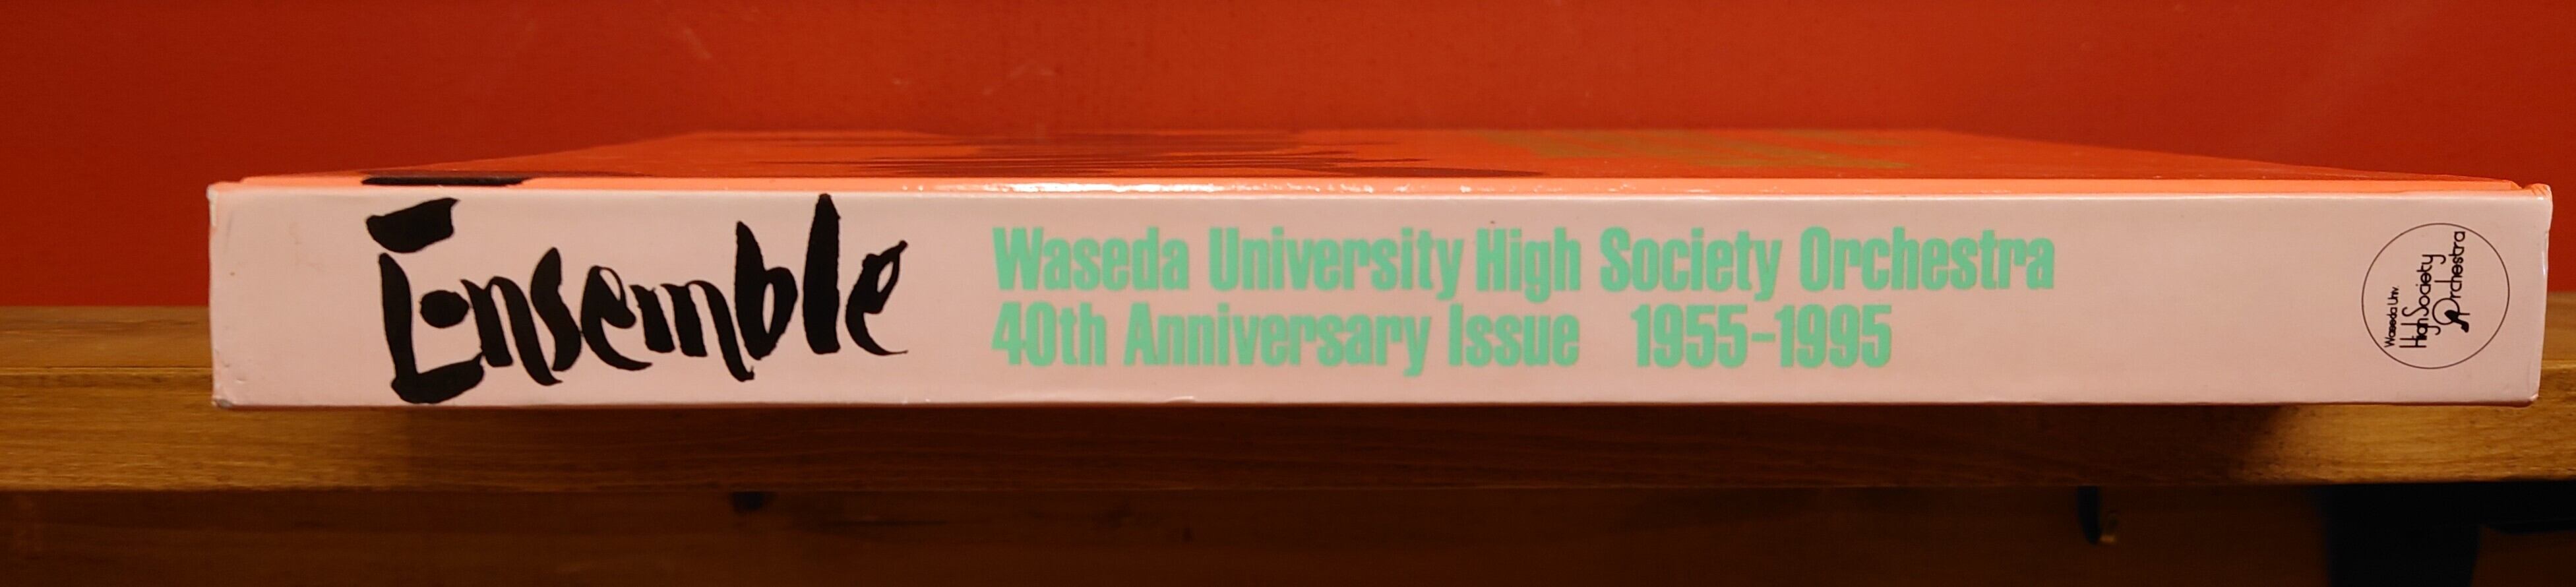 Ensemble
Waseda University High Society Orchestra
40th Anniversary Issue 1955-1995
Waseda Univ.
High Society
Orchestra